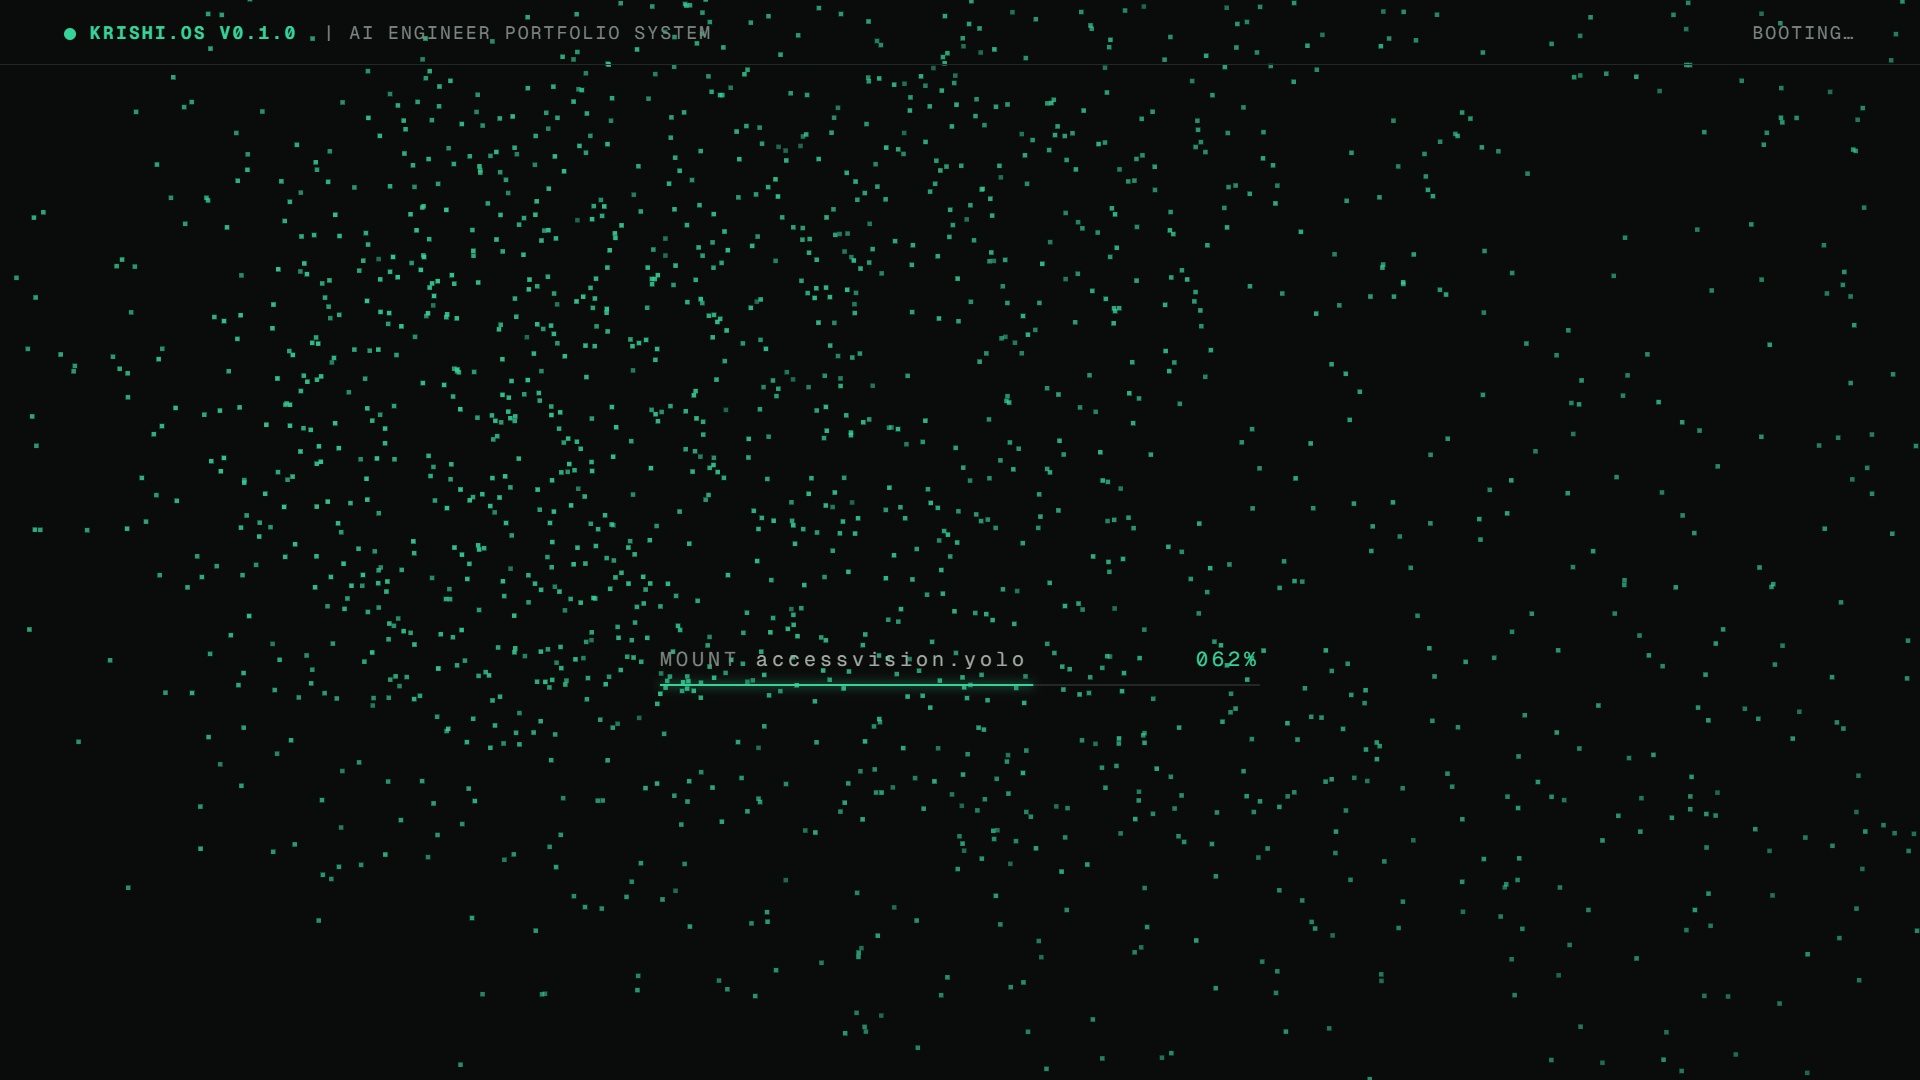 KRISHI.OS V0.1.0 | AI ENGINEER PORTFOLIO SYSTEM
BOOTING…
MOUNT accessvision.yolo 062%